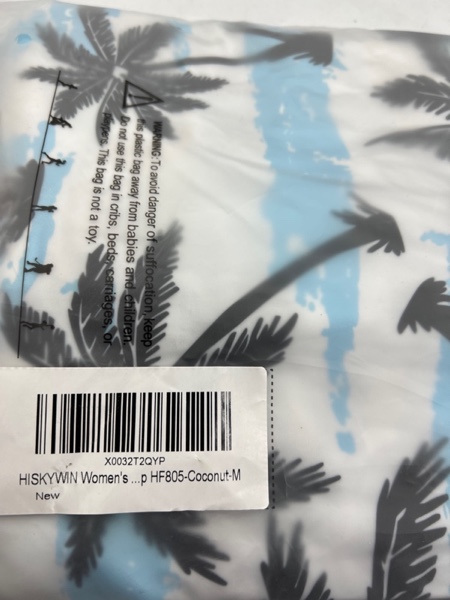 WARNING: To avoid danger of suffocation, keep
this plastic bag away from babies and children.
Do not use this bag in cribs, beds, carriages, or
playpens. This bag is not a toy.
X0032T2QYP
HISKYWIN Women's ...p HF805-Coconut-M
New